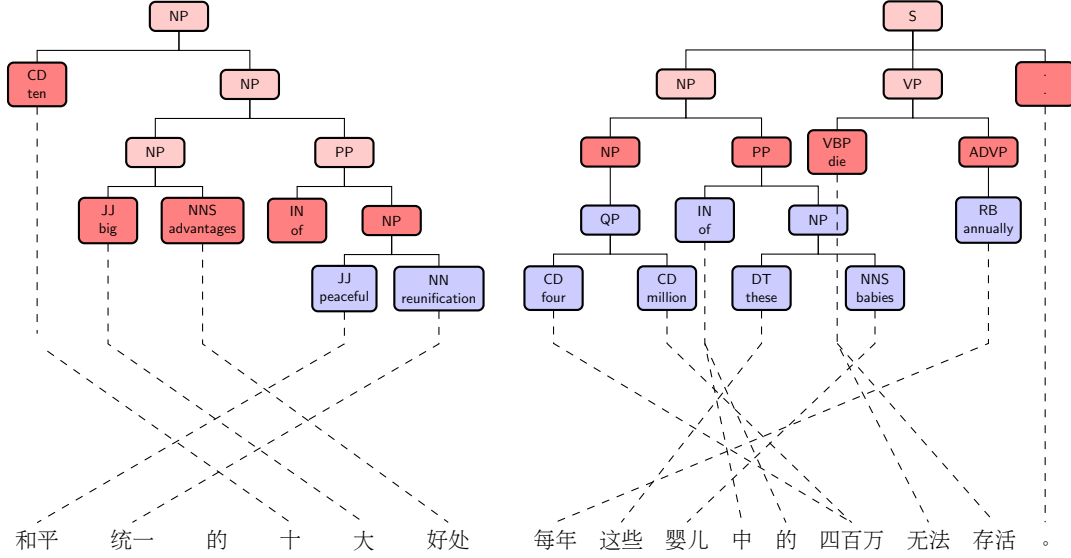 NP
CD
ten
NP
NP
PP
JJ
big
NNS
advantages
IN
of
NP
JJ
peaceful
NN
reunification
和平 统一 的 十 大 好处
S
NP
VP
.
.
NP
PP
VBP
die
ADVP
QP
IN
of
NP
RB
annually
CD
four
CD
million
DT
these
NNS
babies
每年 这些 婴儿 中 的 四百万 无法 存活 。